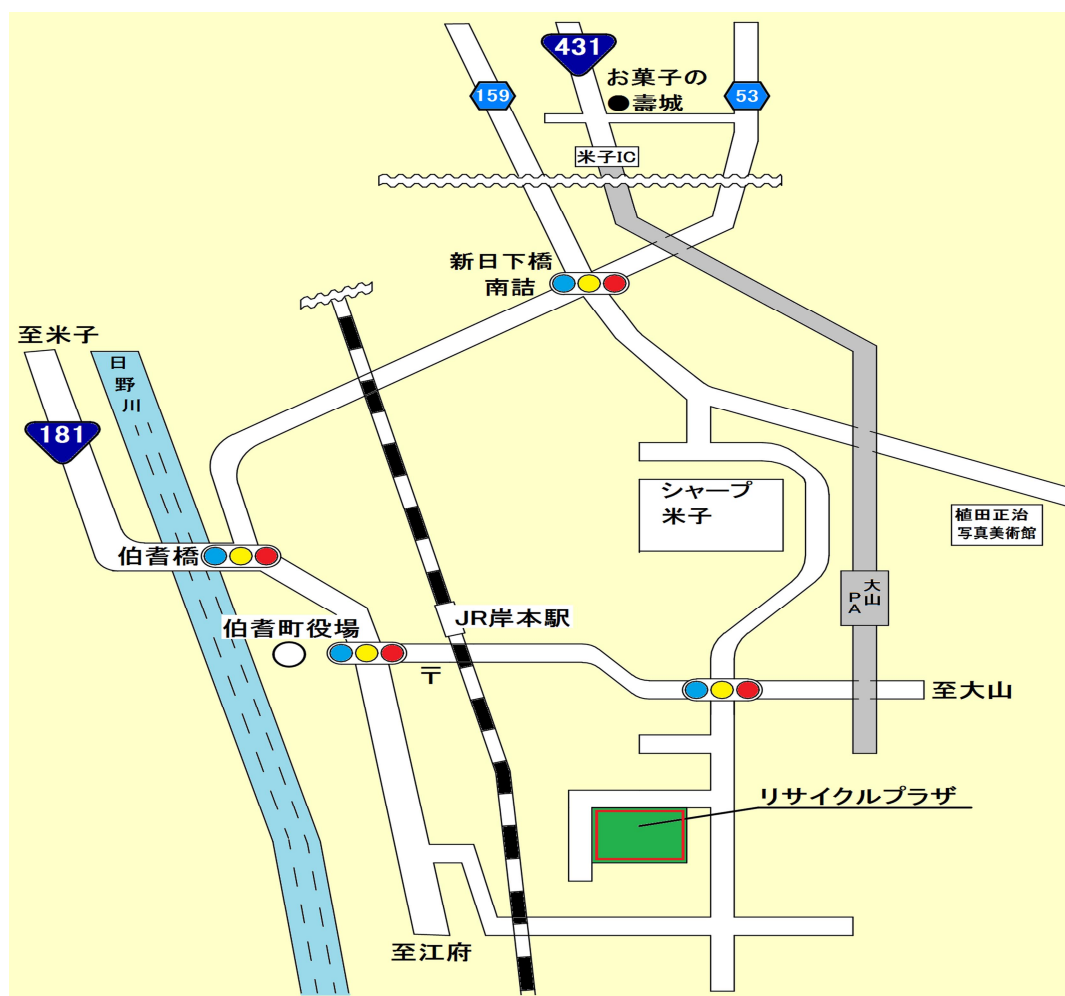 431
お菓子の
●壽城
159
53
米子IC
新日下橋
南詰
至米子
日
野
川
181
シャープ
米子
植田正治
写真美術館
伯耆橋
大山
PA
JR岸本駅
伯耆町役場
〒
至大山
リサイクルプラザ
至江府